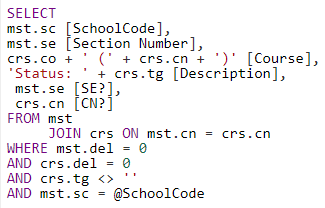 SELECT
mst.sc [SchoolCode],
mst.se [Section Number],
crs.co + ' (' + crs.cn + ')' [Course],
'Status: ' + crs.tg [Description],
 mst.se [SE?],
 crs.cn [CN?]
FROM mst
     JOIN crs ON mst.cn = crs.cn
WHERE mst.del = 0
AND crs.del = 0
AND crs.tg <> ''
AND mst.sc = @SchoolCode